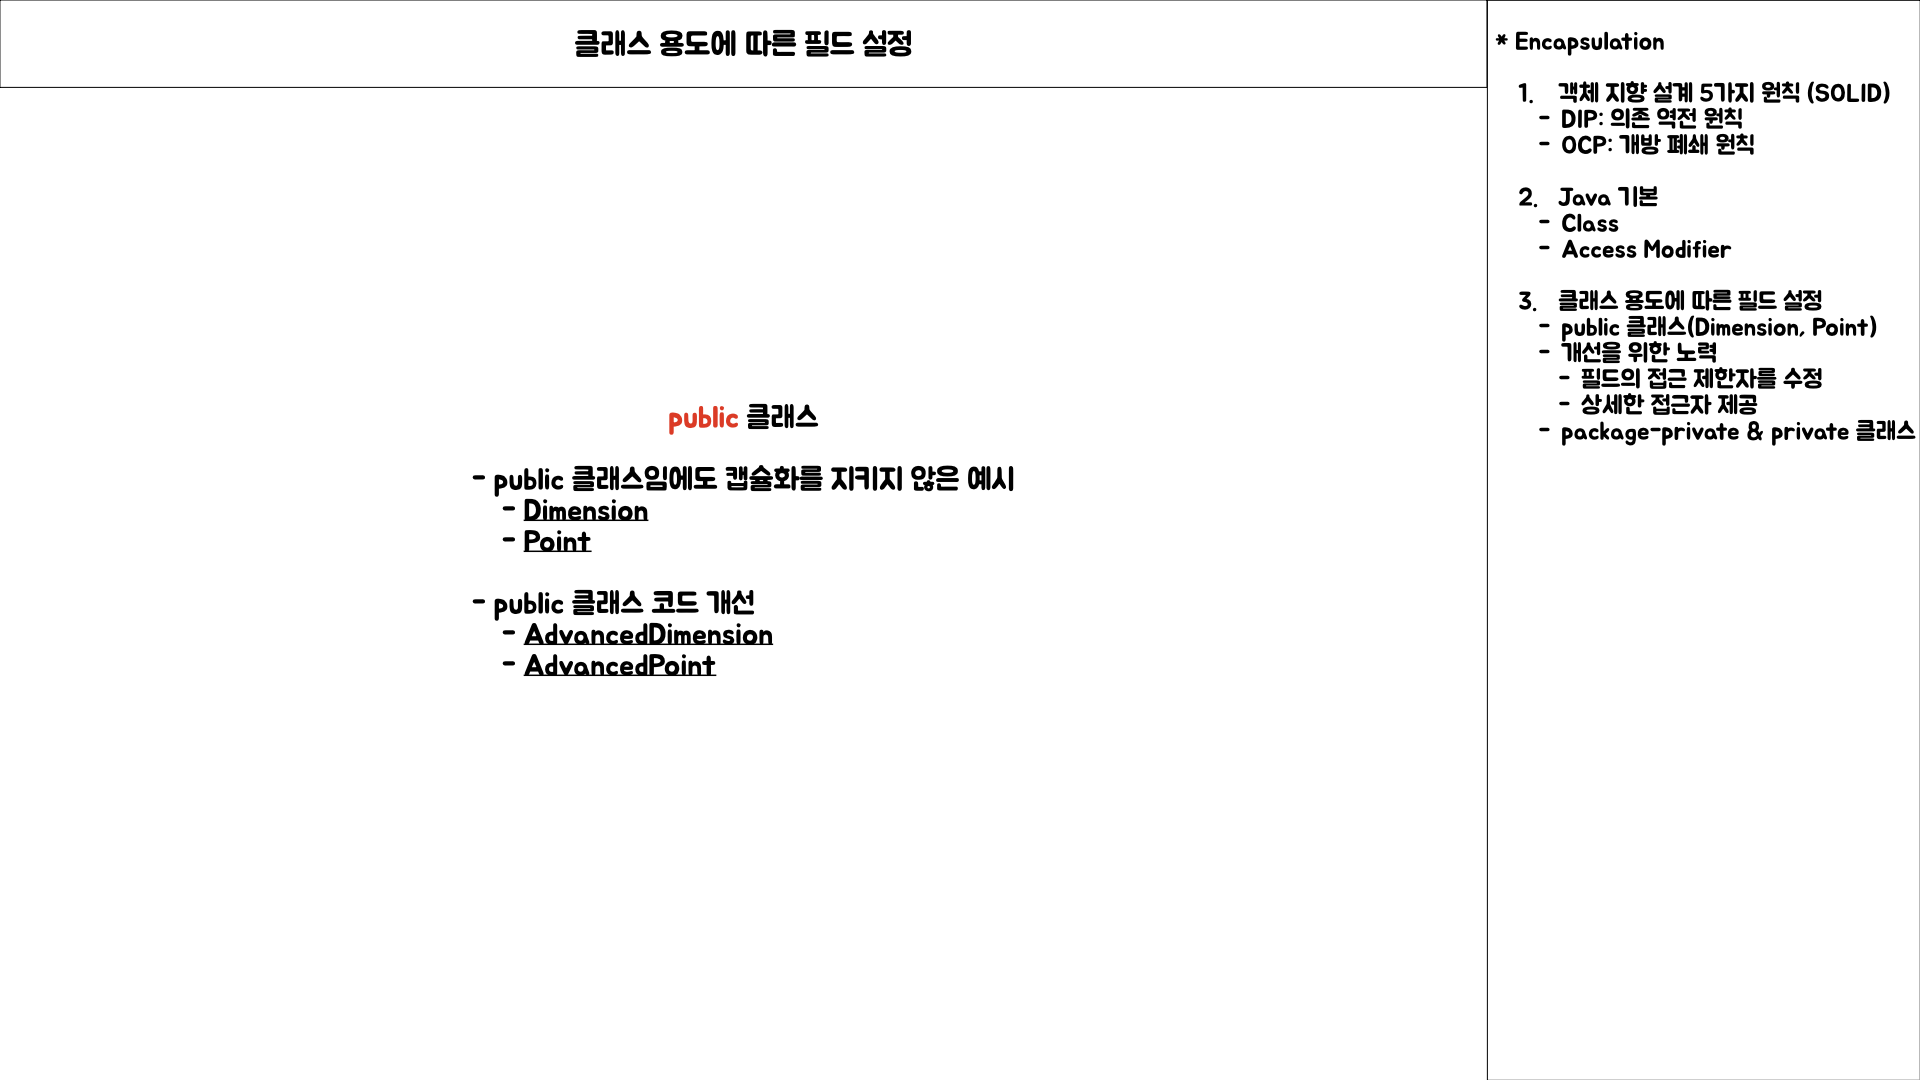 클래스 용도에 따른 필드 설정
public 클래스
- public 클래스임에도 캡슐화를 지키지 않은 예시
- Dimension
- Point
- public 클래스 코드 개선
- AdvancedDimension
- AdvancedPoint
* Encapsulation
1. 객체 지향 설계 5가지 원칙 (SOLID)
- DIP: 의존 역전 원칙
- OCP: 개방 폐쇄 원칙
2. Java 기본
- Class
- Access Modifier
3. 클래스 용도에 따른 필드 설정
- public 클래스(Dimension, Point)
- 개선을 위한 노력
- 필드의 접근 제한자를 수정
- 상세한 접근자 제공
- package-private & private 클래스